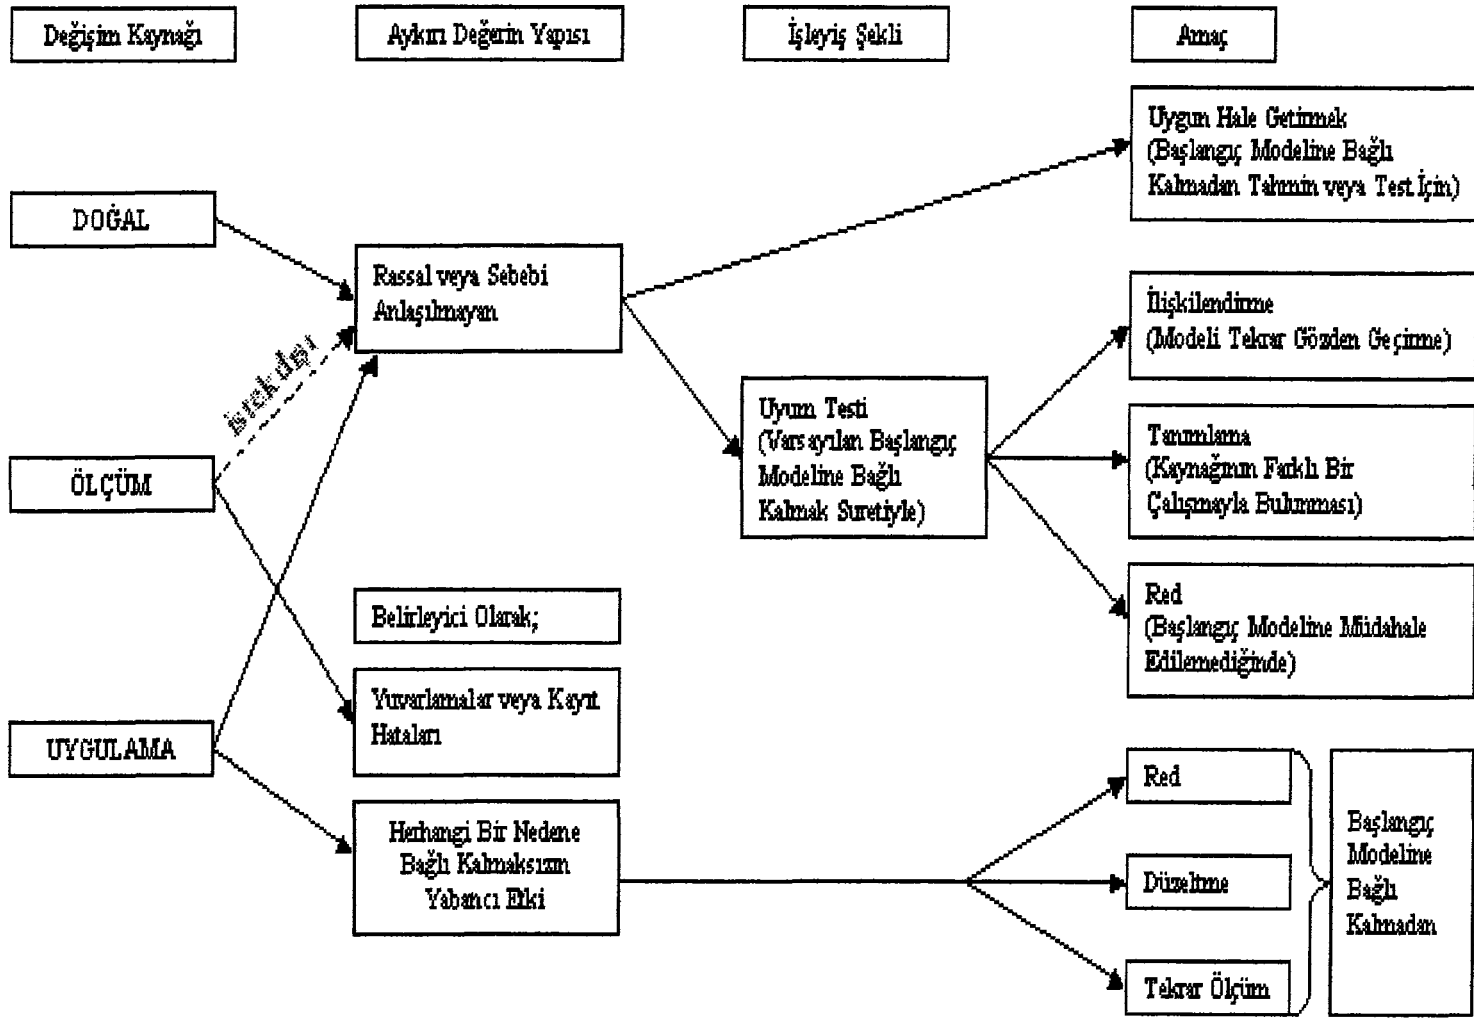 Değişim Kaynağı
Aykırı Değerin Yapısı
İşleyiş Şekli
Amaç
Uygun Hale Getirmek
(Başlangıç Modeline Bağlı
Kalmadan Tahmin veya Test İçin)
DOĞAL
Rassal veya Sebebi
Anlaşılmayan
İlişkilendirme
(Modeli Tekrar Gözden Geçirme)
istek dışı
Uyum Testi
(Varsayılan Başlangıç
Modeline Bağlı
Kalmak Suretiyle)
Tanımlama
(Kaynağının Farklı Bir
Çalışmayla Bulunması)
ÖLÇÜM
Red
(Başlangıç Modeline Müdahale
Edilemediğinde)
Belirleyici Olarak;
Yuvarlamalar veya Kayıt
Hataları
UYGULAMA
Herhangi Bir Nedene
Bağlı Kalmaksızın
Yabancı Etki
Red
Düzeltme
Tekrar Ölçüm
Başlangıç
Modeline
Bağlı
Kalmadan